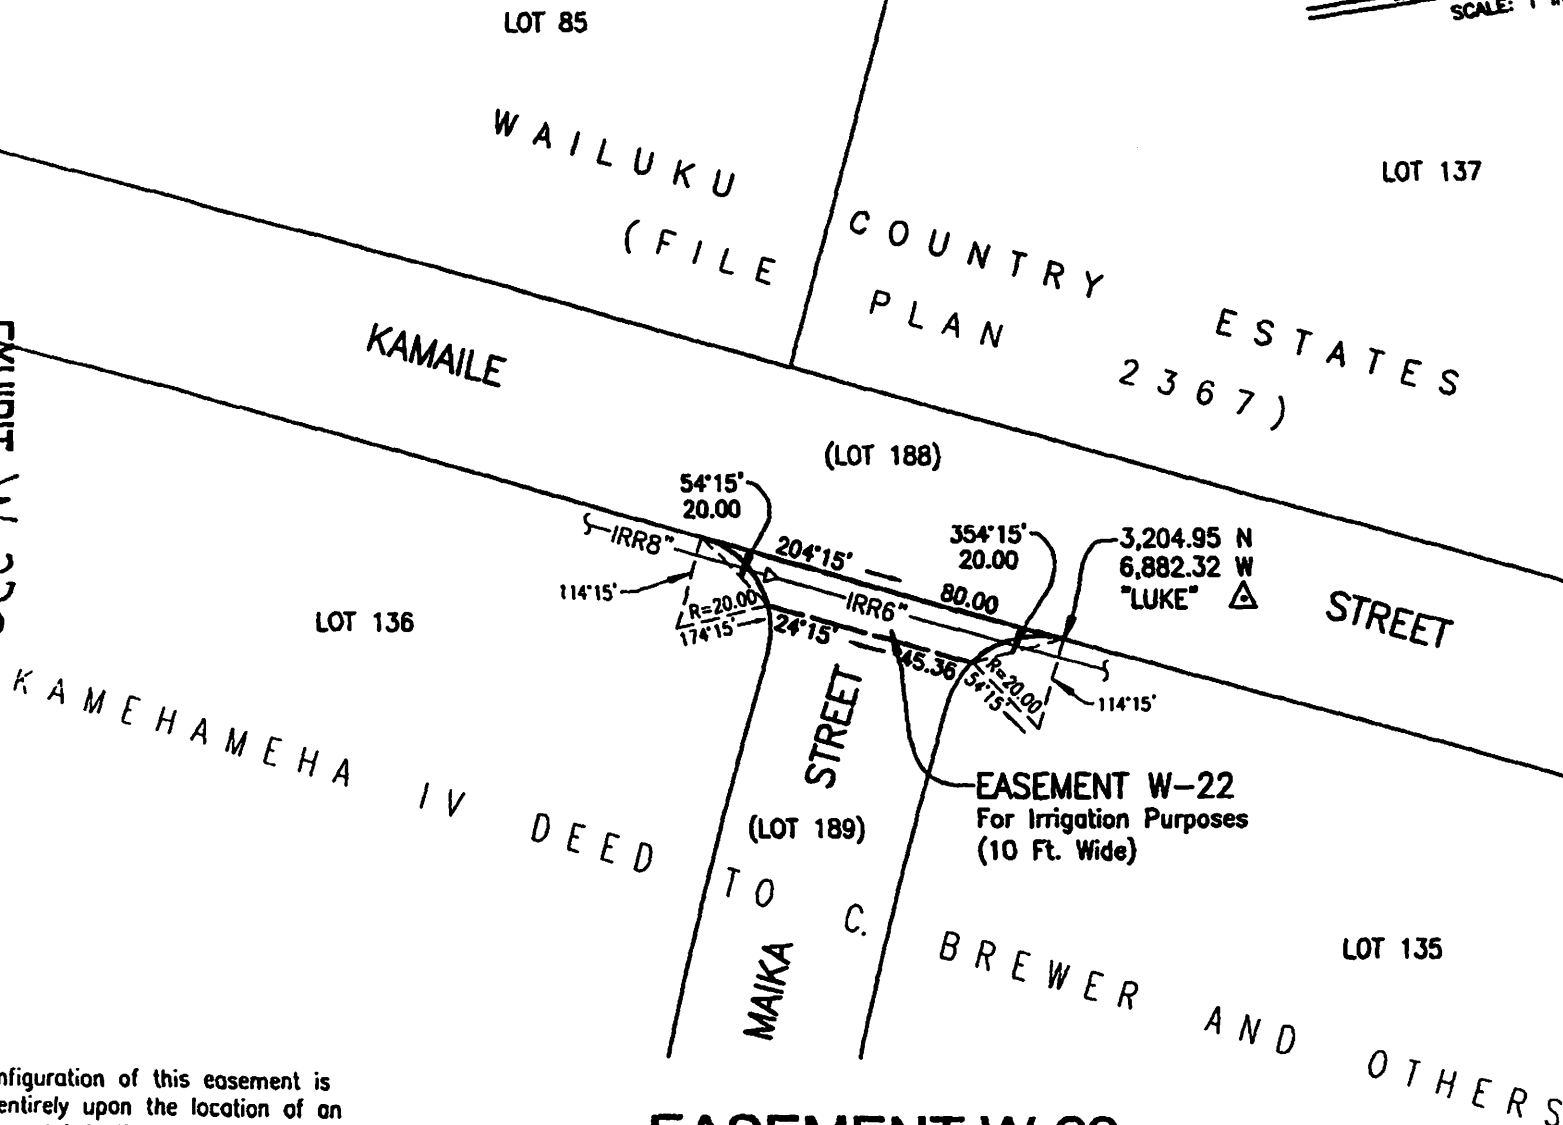 SCALE: 1
LOT 85
WAILUKU COUNTRY ESTATES
(FILE PLAN 2367)
LOT 137
KAMAILE STREET
(LOT 188)
54°15'
20.00
354°15'
20.00
3,204.95 N
6,882.32 W
"LUKE"
IRR8"
204°15'
80.00
IRR6"
114°15'
R=20.00
174°15'
24°15'
45.36
R=20.00
54°15'
114°15'
LOT 136
EASEMENT W-22
For Irrigation Purposes
(10 Ft. Wide)
MAIKA STREET
(LOT 189)
KAMEHAMEHA IV DEED TO C. BREWER AND OTHERS
LOT 135
nfiguration of this easement is
entirely upon the location of an